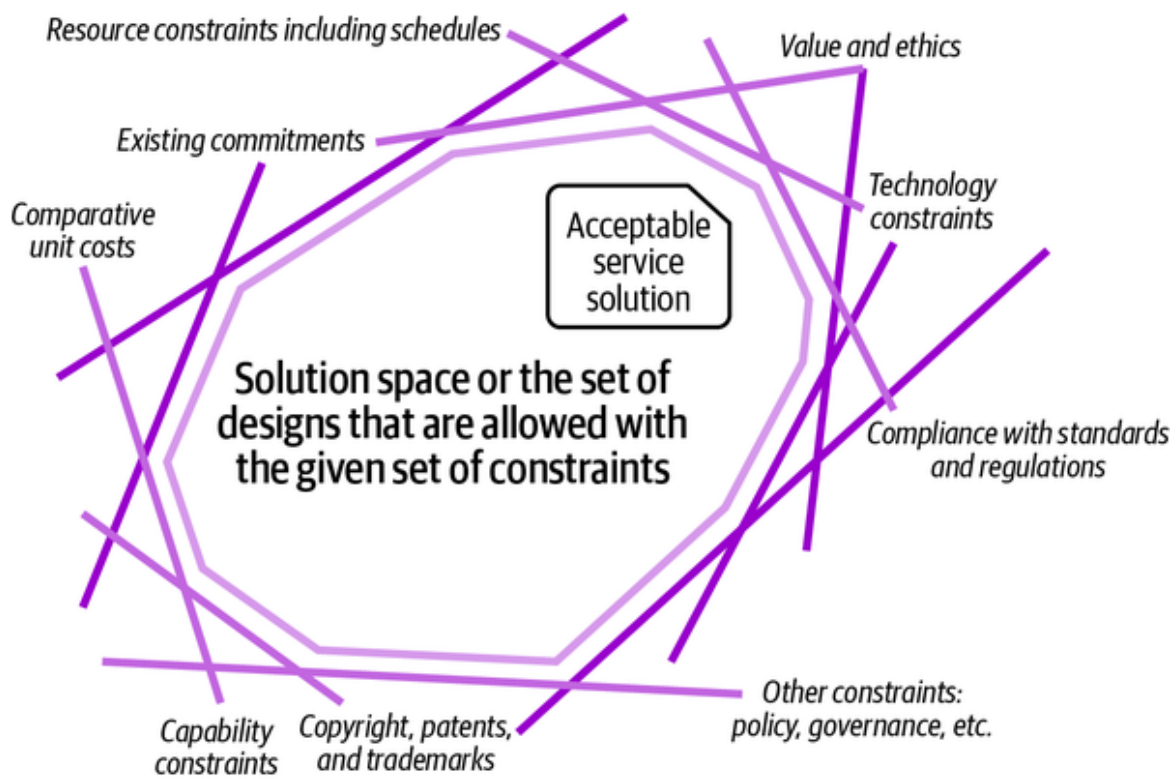 Resource constraints including schedules
Value and ethics
Existing commitments
Technology
constraints
Comparative
unit costs
Acceptable
service
solution
Solution space or the set of
designs that are allowed with
the given set of constraints
Compliance with standards
and regulations
Other constraints:
policy, governance, etc.
Capability
constraints
Copyright, patents,
and trademarks